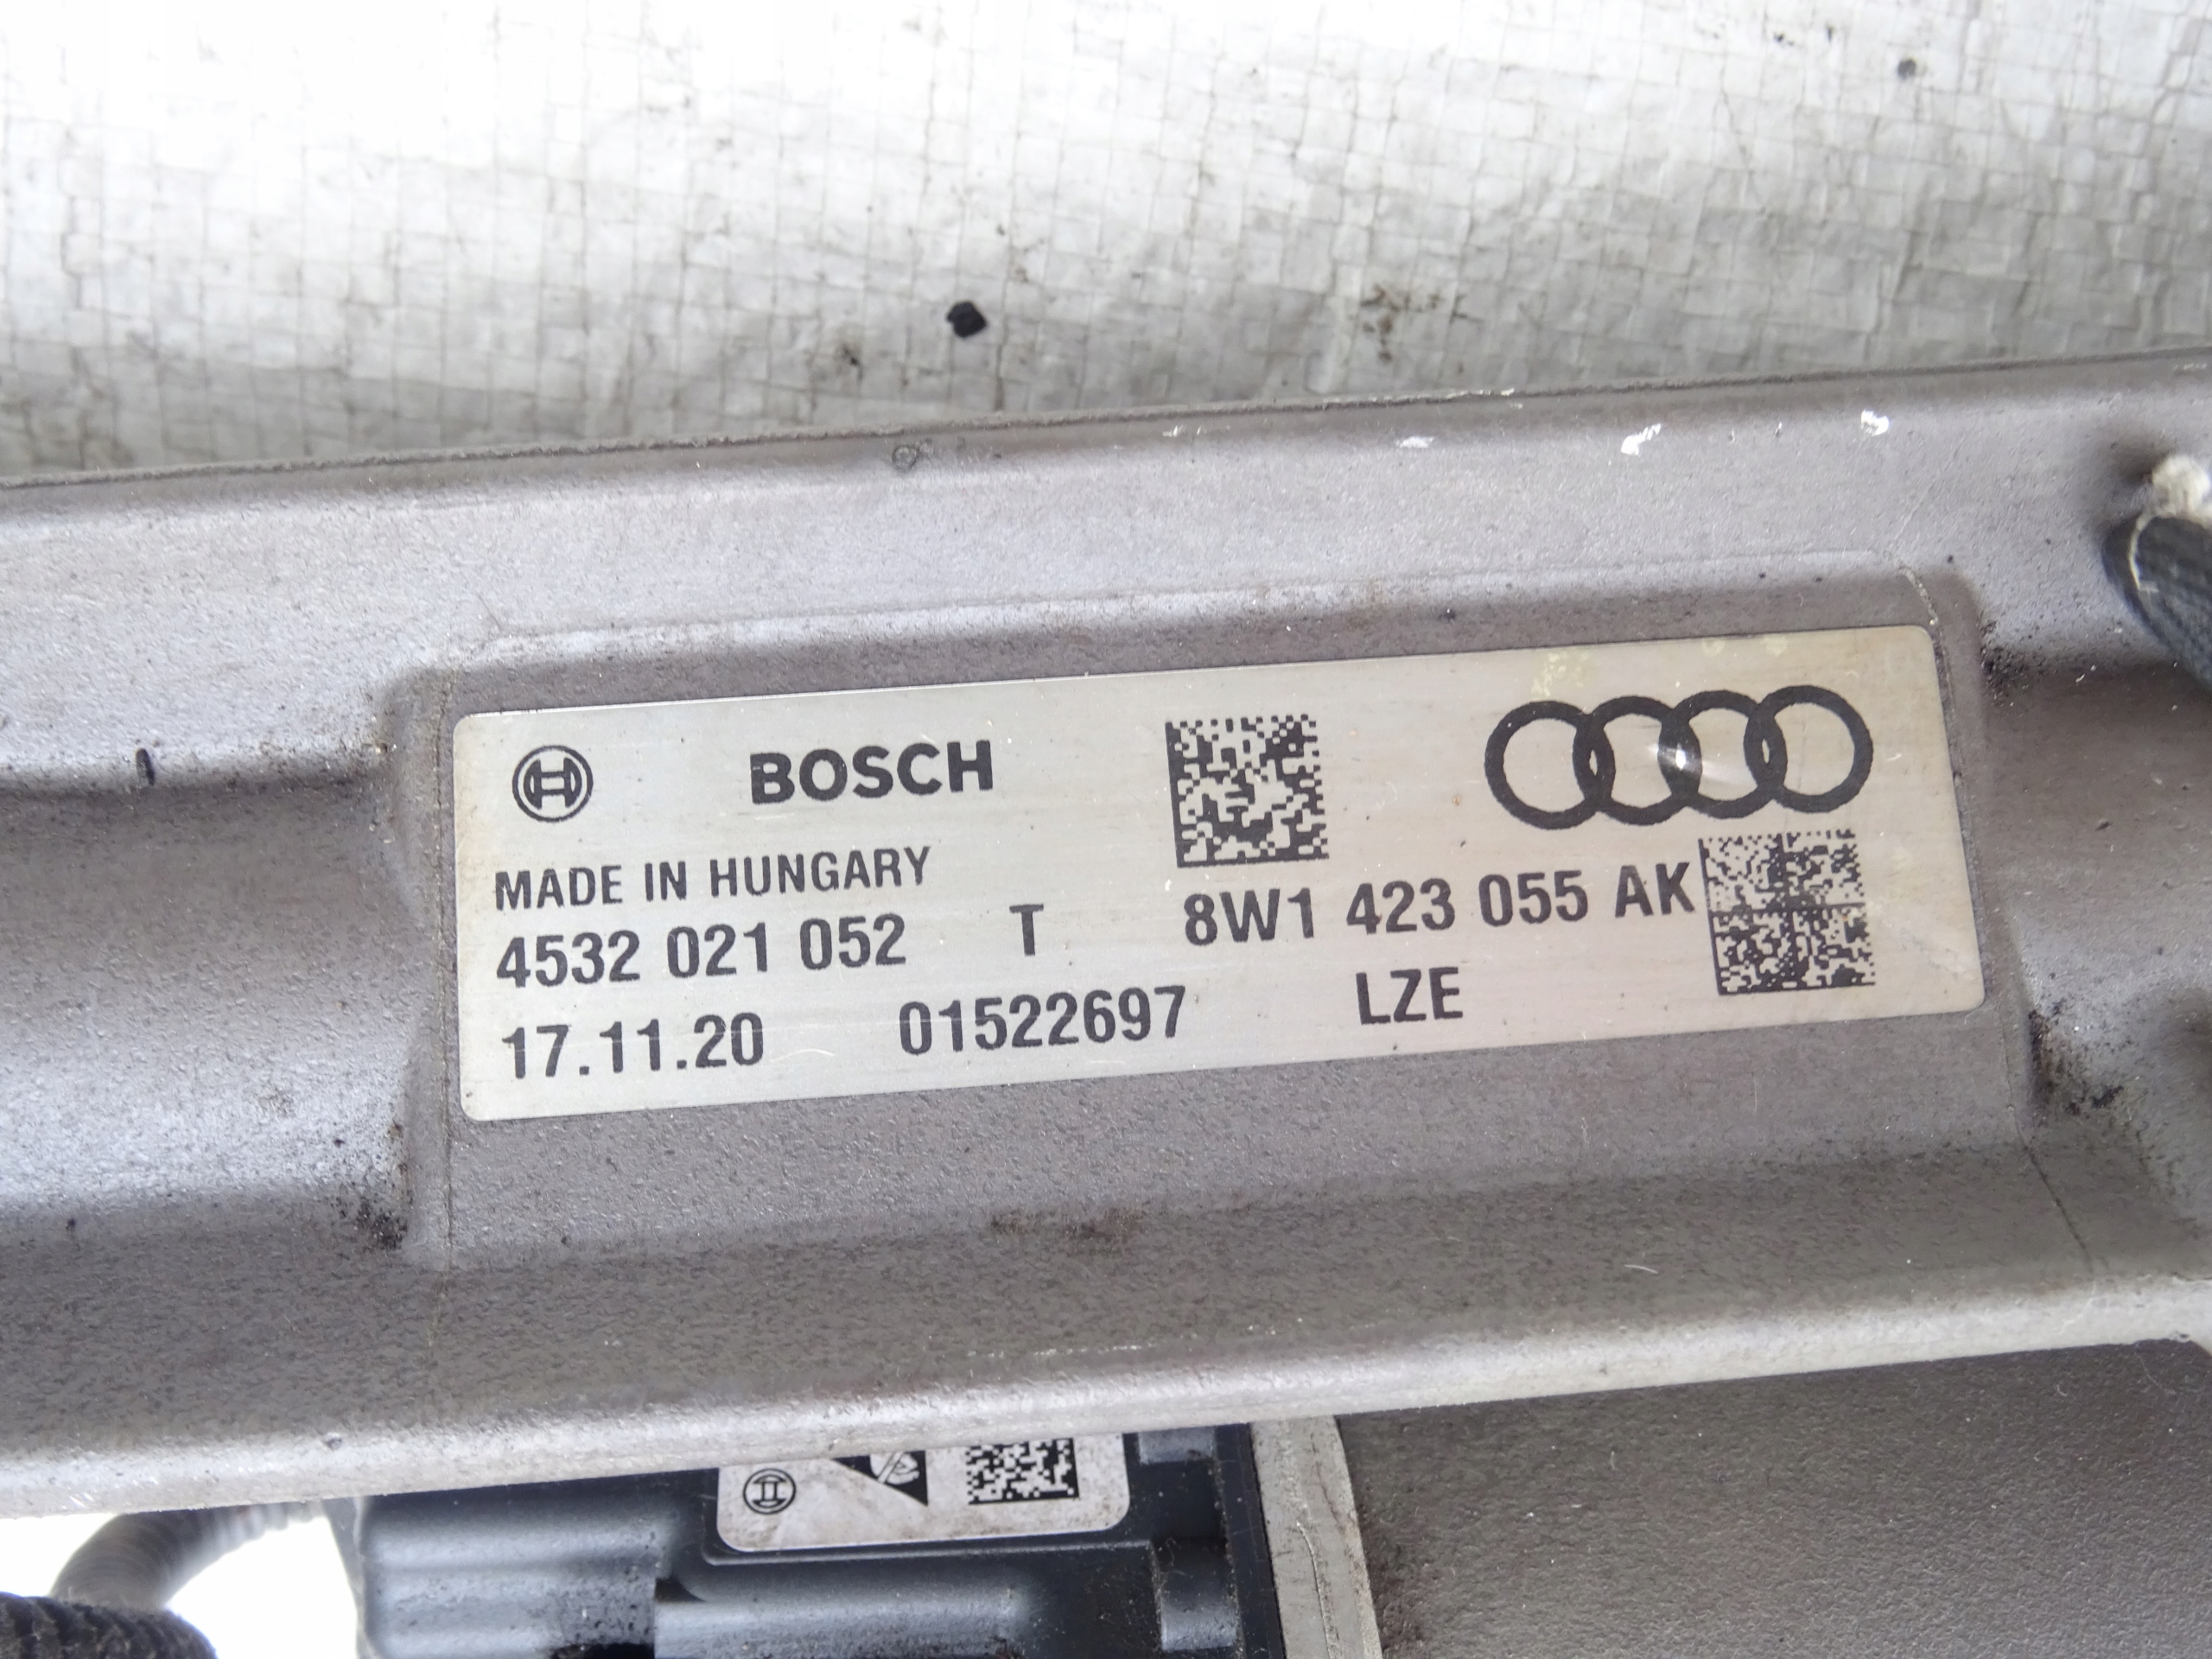 BOSCH
MADE IN HUNGARY
4532 021 052 T 8W1 423 055 AK
17.11.20 01522697 LZE